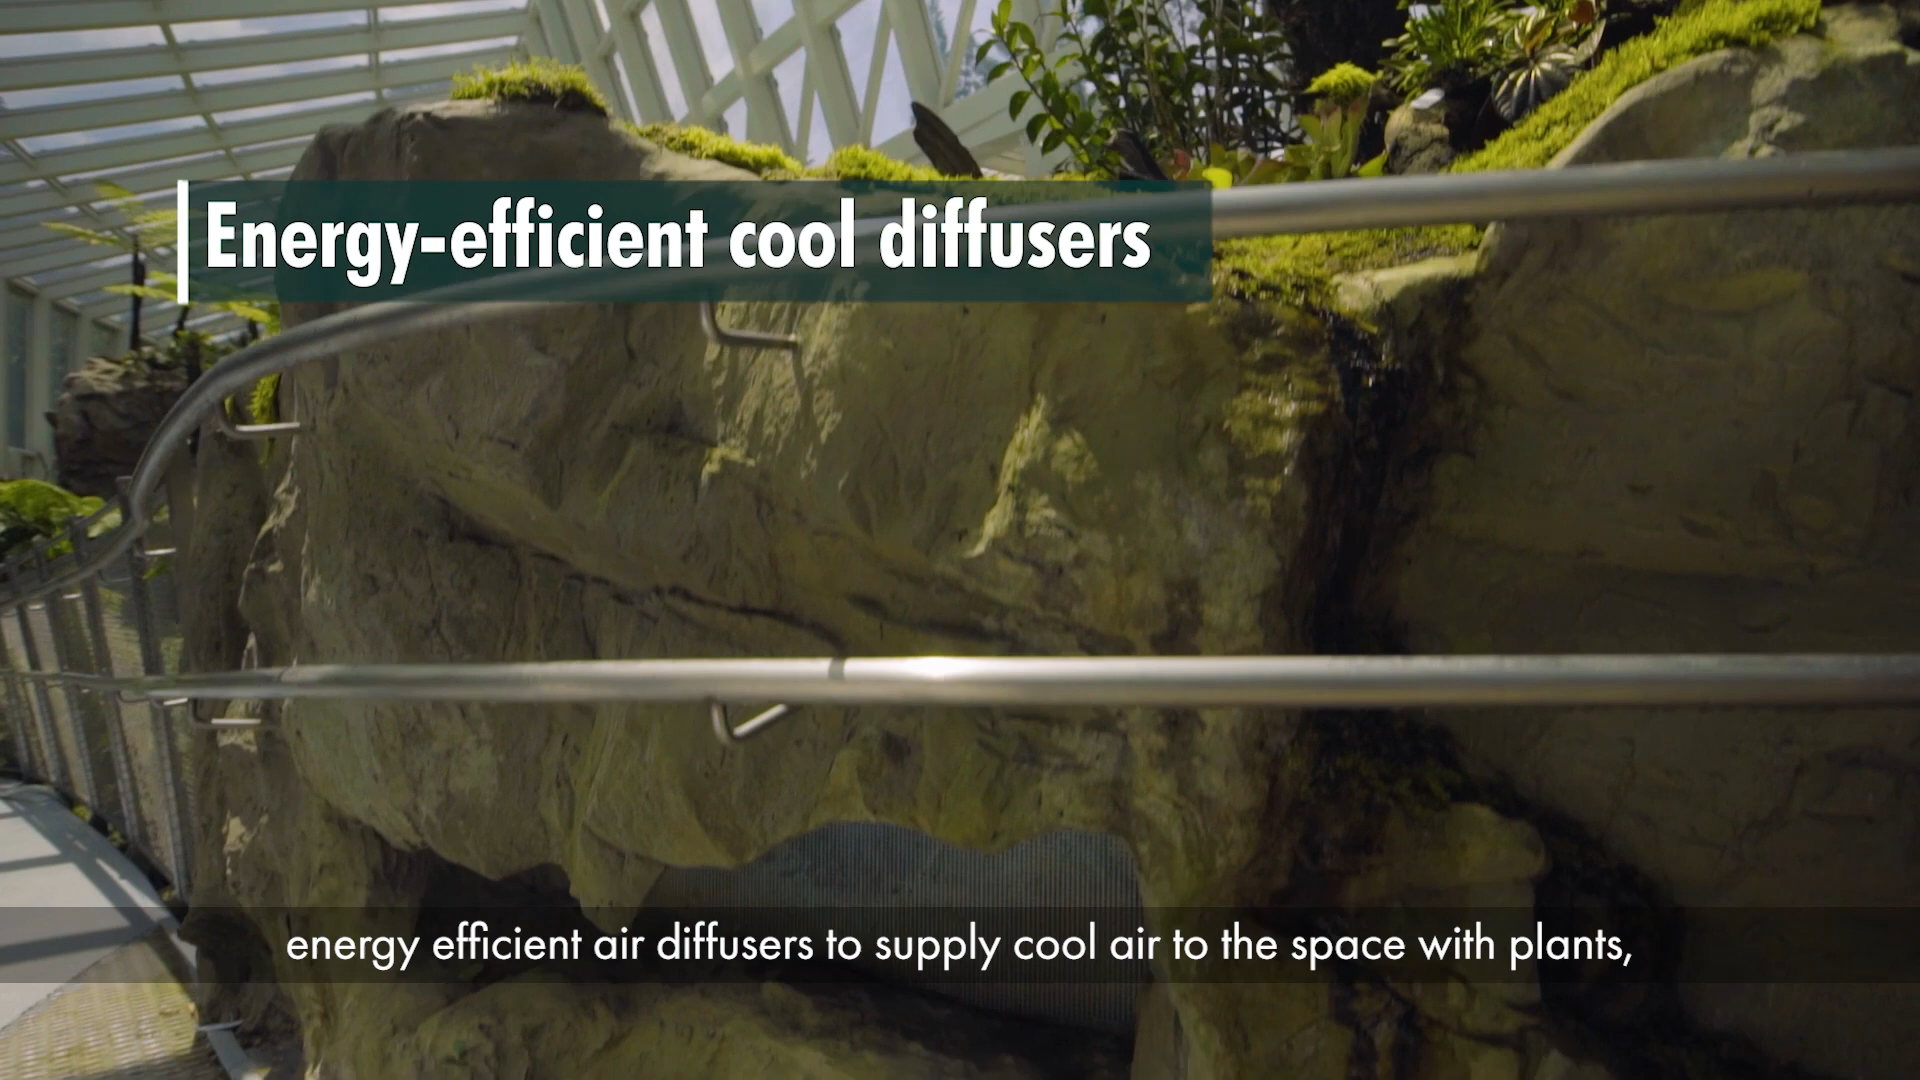 Energy-efficient cool diffusers
energy efficient air diffusers to supply cool air to the space with plants,